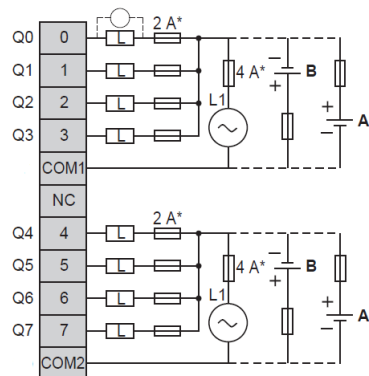 2 A*
Q0 0 L
Q1 1 L 4 A* − B
Q2 2 L L1 + +
Q3 3 L − A
COM1
NC
2 A*
Q4 4 L
Q5 5 L 4 A* − B
Q6 6 L L1 + +
Q7 7 L − A
COM2